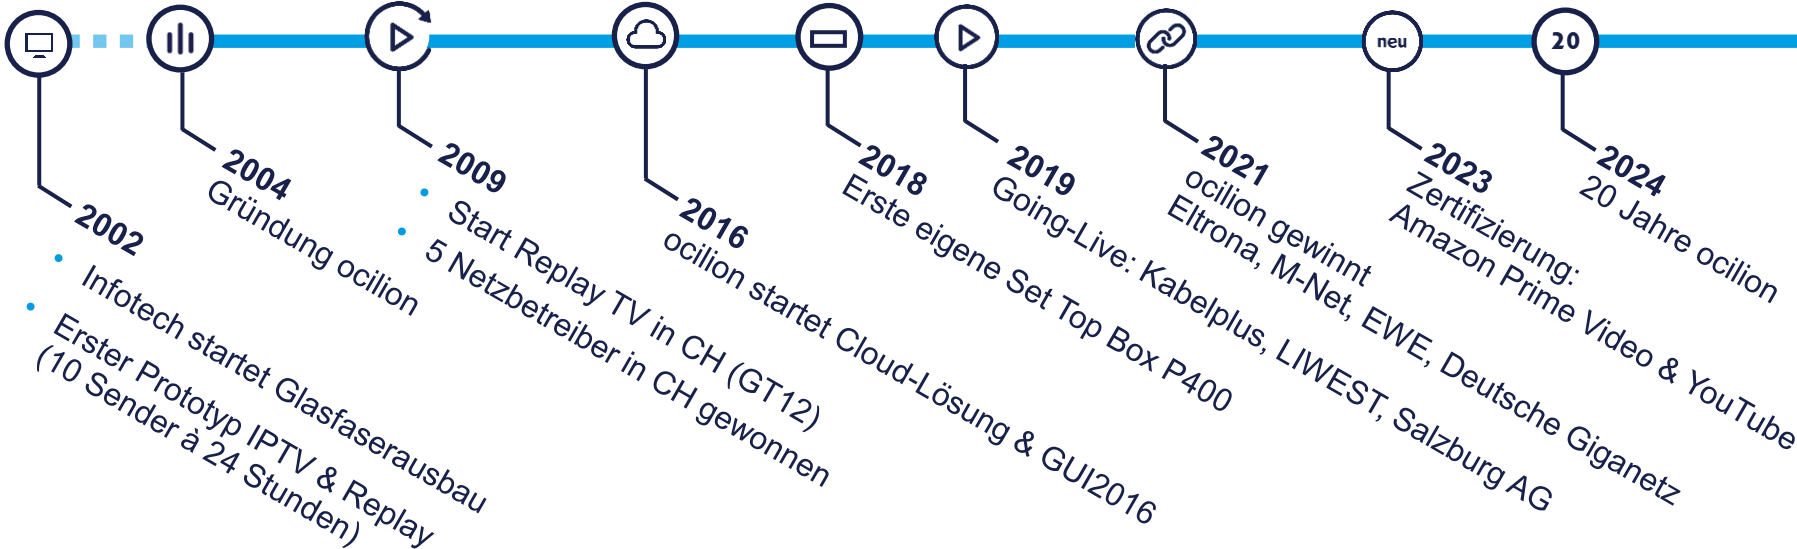 2002
Infotech startet Glasfaserausbau
Erster Prototyp IPTV & Replay
(10 Sender à 24 Stunden)
2004
Gründung ocilion
2009
Start Replay TV in CH (GT12)
5 Netzbetreiber in CH gewonnen
2016
ocilion startet Cloud-Lösung & GUI2016
2018
Erste eigene Set Top Box P400
2019
Going-Live: Kabelplus, LIWEST, Salzburg AG
2021
ocilion gewinnt
Eltrona, M-Net, EWE, Deutsche Giganetz
neu
2023
Zertifizierung:
Amazon Prime Video & YouTube
20
2024
20 Jahre ocilion